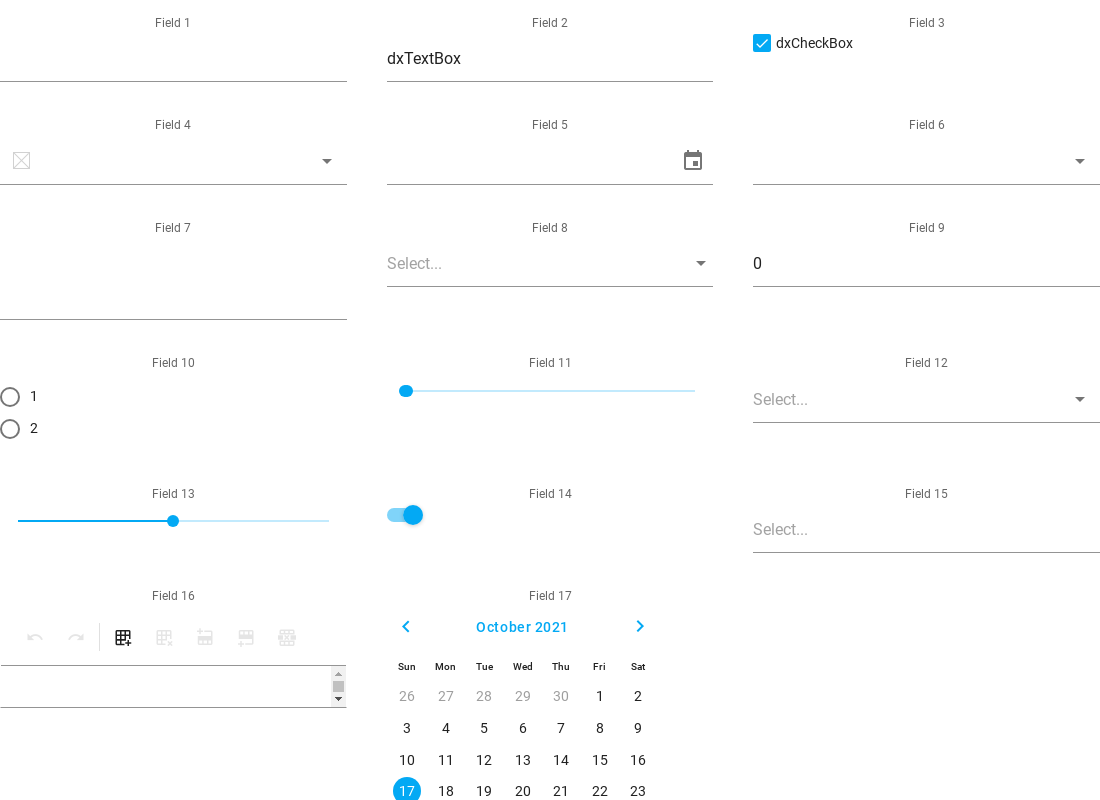 Field 1
Field 2
dxTextBox
Field 3
dxCheckBox
Field 4
Field 5
Field 6
Field 7
Field 8
Select...
Field 9
0
Field 10
1
2
Field 11
Field 12
Select...
Field 13
Field 14
Field 15
Select...
Field 16
Field 17
October 2021
Sun Mon Tue Wed Thu Fri Sat
26 27 28 29 30 1 2
3 4 5 6 7 8 9
10 11 12 13 14 15 16
17 18 19 20 21 22 23